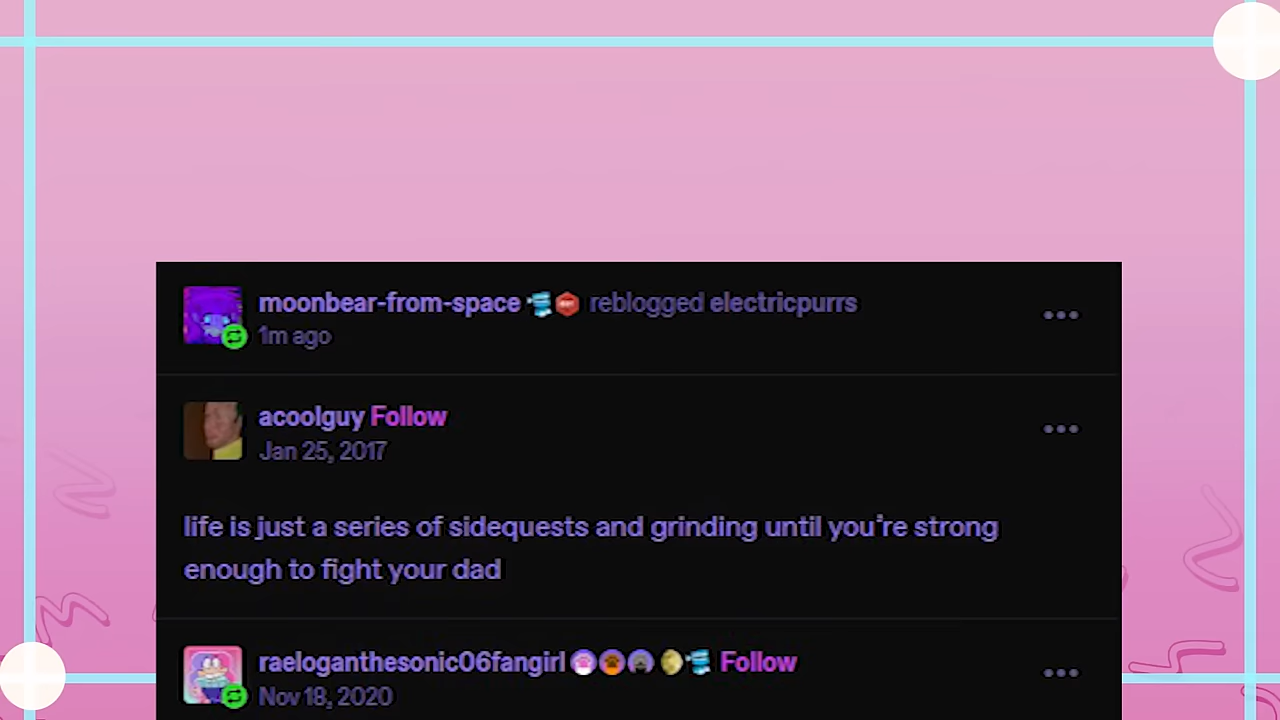 moonbear-from-space reblogged electricpurrs
1m ago
acoolguy Follow
Jan 25, 2017
life is just a series of sidequests and grinding until you're strong
enough to fight your dad
raeloganthesonic06fangirl Follow
Nov 18, 2020